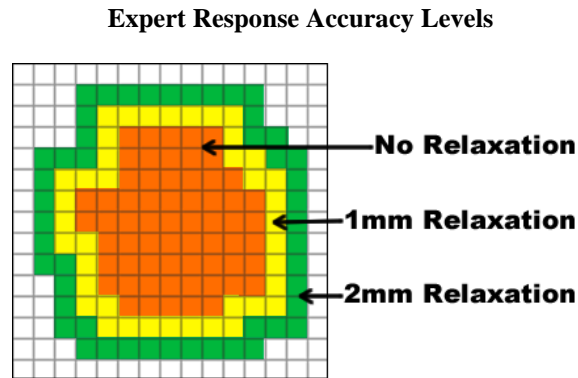 Expert Response Accuracy Levels
No Relaxation
1mm Relaxation
2mm Relaxation